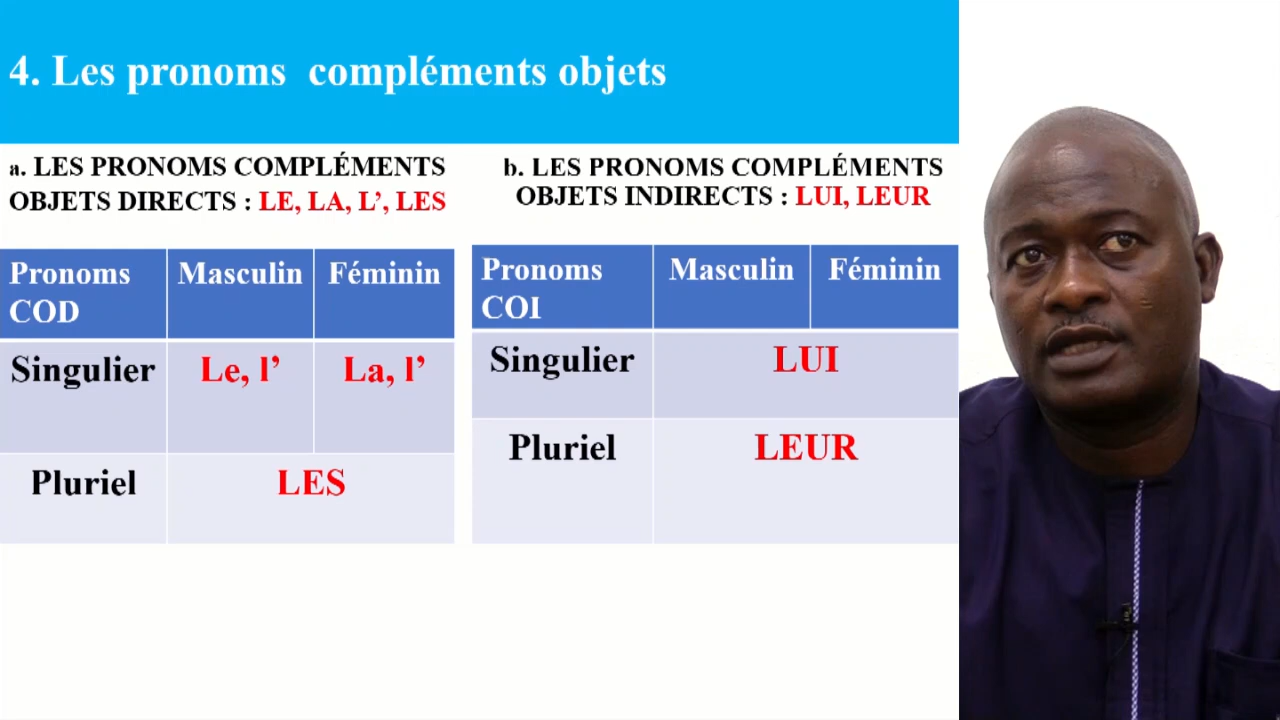 4. Les pronoms compléments objets
a. LES PRONOMS COMPLÉMENTS
OBJETS DIRECTS : LE, LA, L’, LES
Pronoms
COD
Masculin
Féminin
Singulier
Le, l’
La, l’
Pluriel
LES
b. LES PRONOMS COMPLÉMENTS
OBJETS INDIRECTS : LUI, LEUR
Pronoms
COI
Masculin
Féminin
Singulier
LUI
Pluriel
LEUR